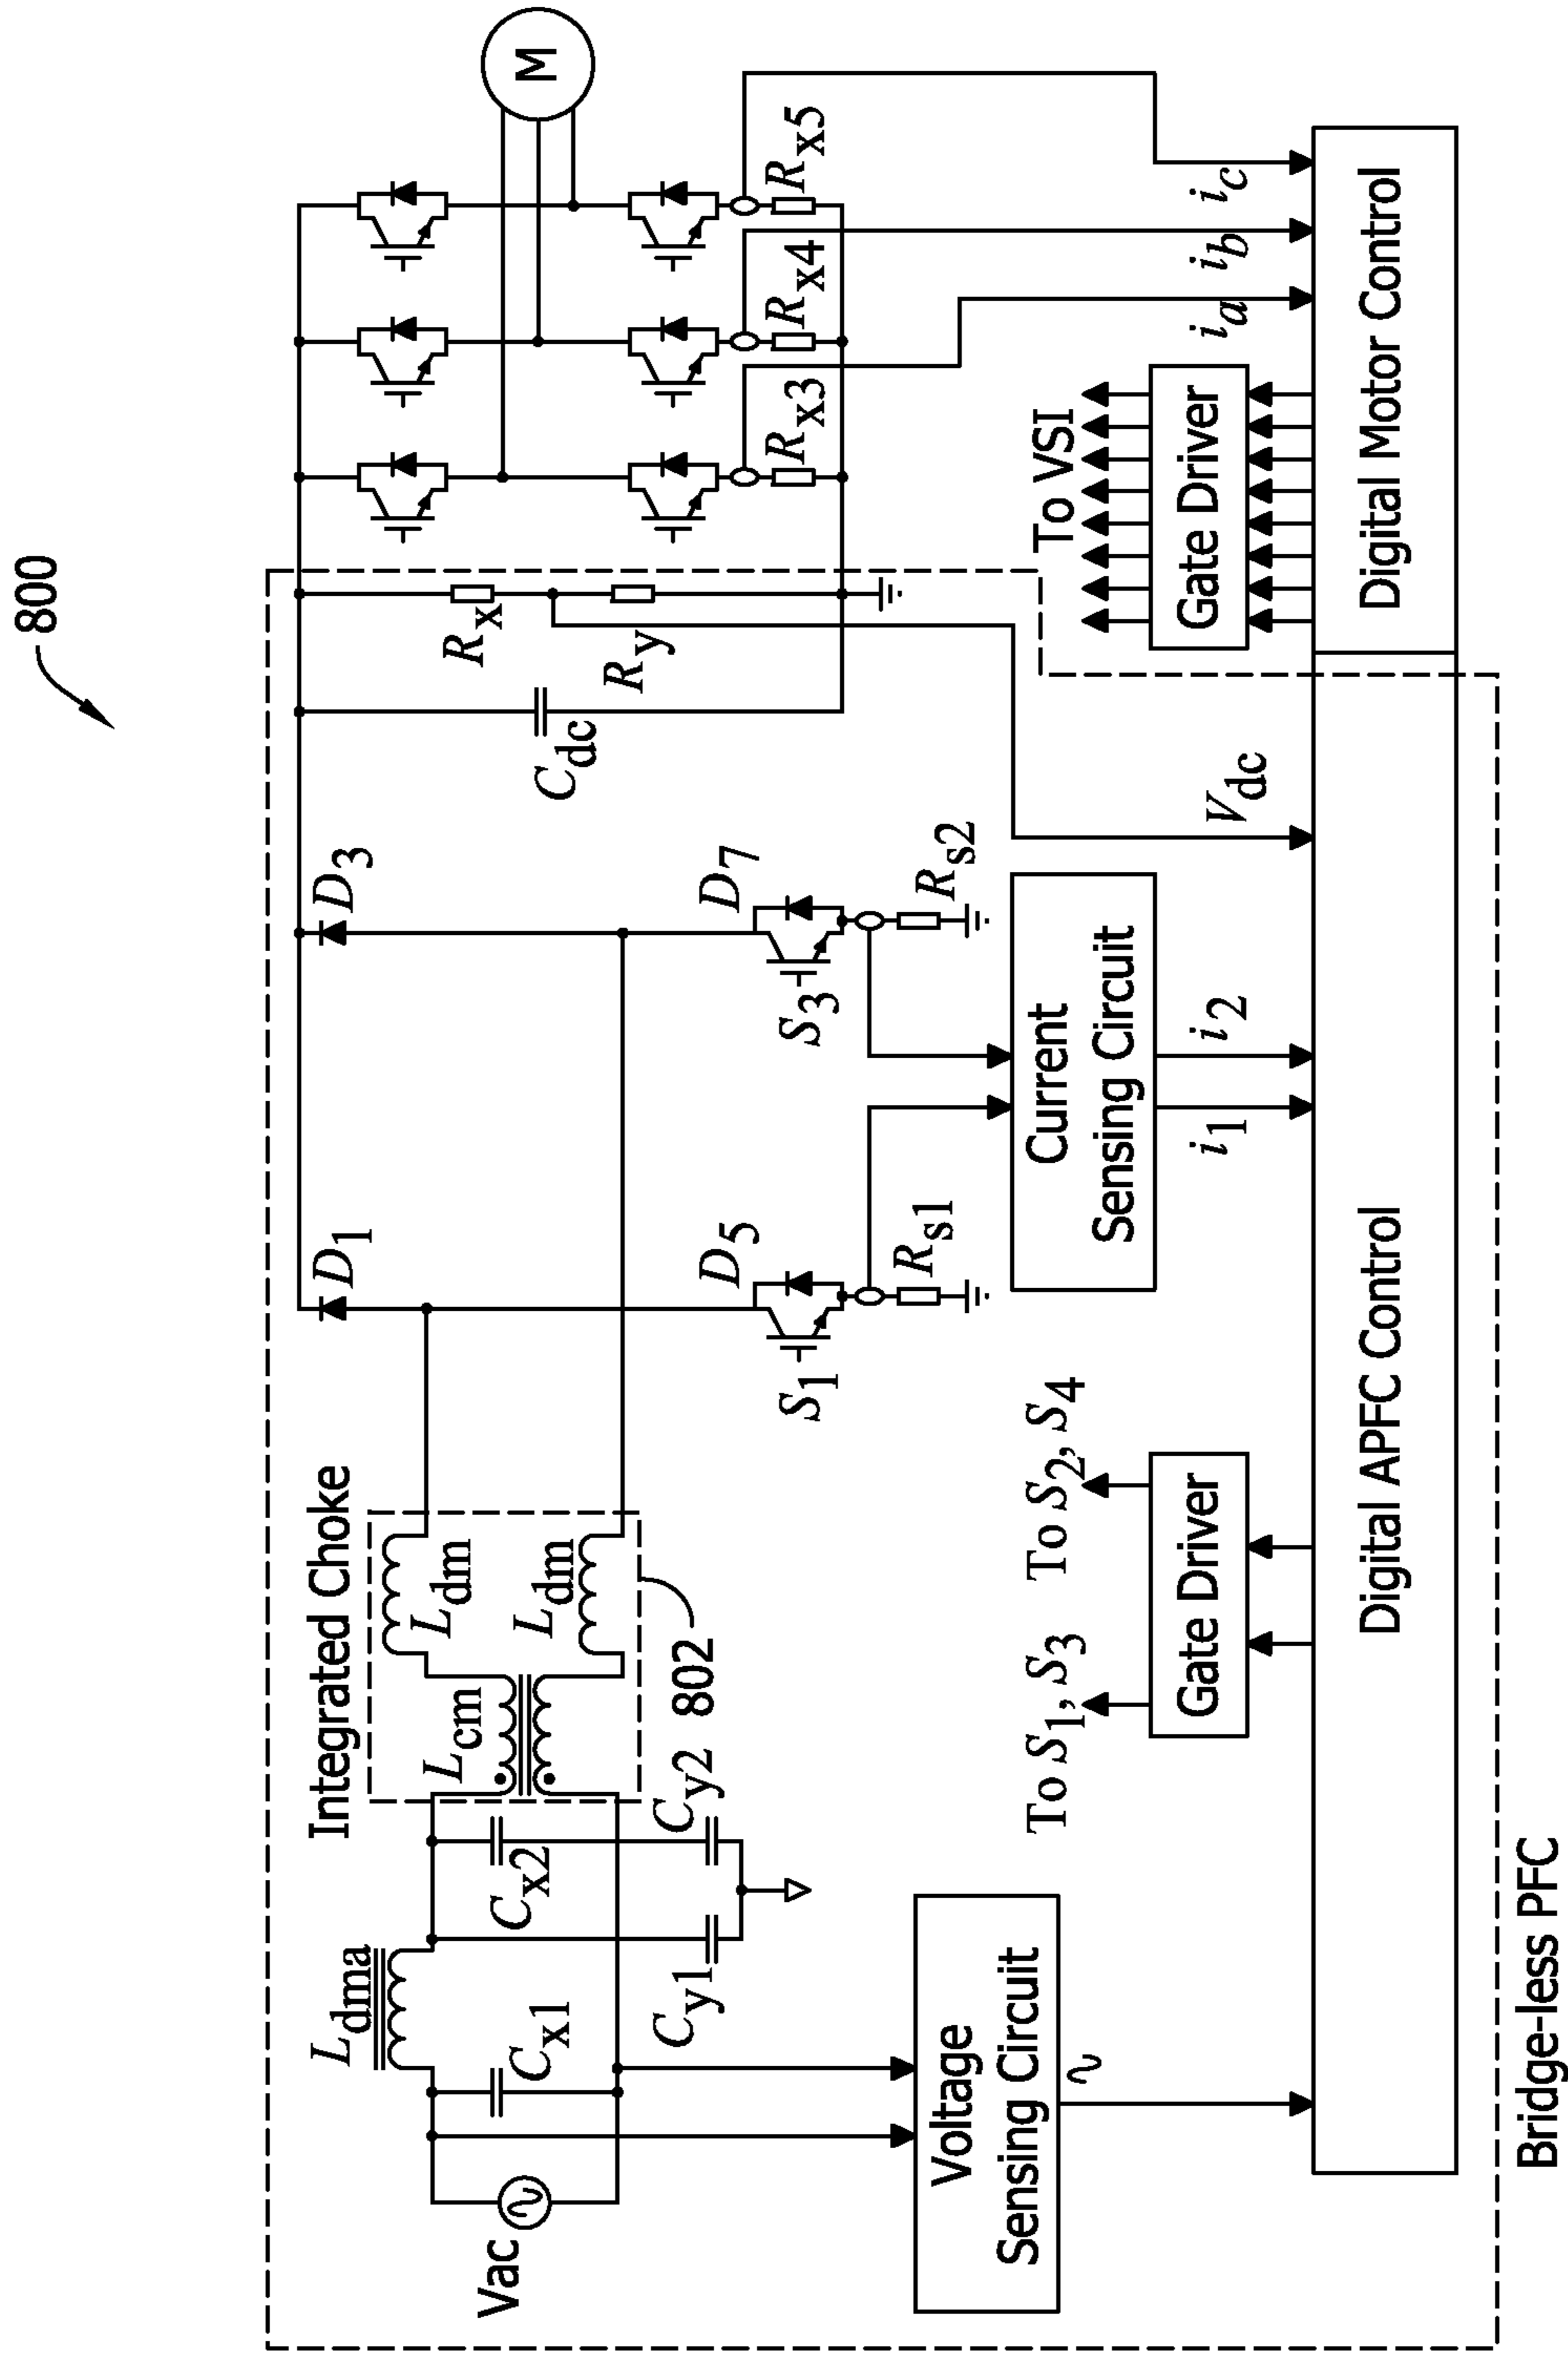 800
Integrated Choke
L_dma
L_cm
L_dm
L_dm
D_1
D_3
C_x1
C_x2
C_y1
C_y2
802
Vac
C_dc
R_x
R_y
M
S_1
D_5
S_3
D_7
R_s1
R_s2
R_x3
R_x4
R_x5
Voltage
Sensing Circuit
To S_1, S_3
To S_2, S_4
Gate Driver
Current
Sensing Circuit
i_1
i_2
V_dc
To VSI
Gate Driver
i_a
i_b
i_c
Digital APFC Control
Digital Motor Control
Bridge-less PFC